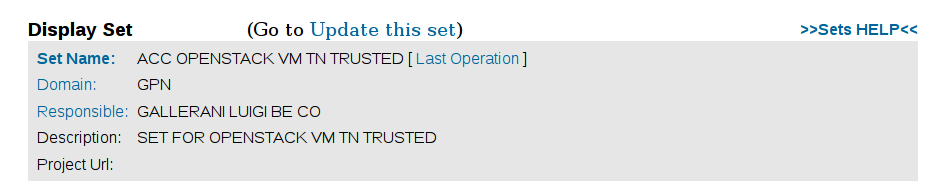 Display Set (Go to Update this set) >>Sets HELP<<
Set Name: ACC OPENSTACK VM TN TRUSTED [ Last Operation ]
Domain: GPN
Responsible: GALLERANI LUIGI BE CO
Description: SET FOR OPENSTACK VM TN TRUSTED
Project Url: